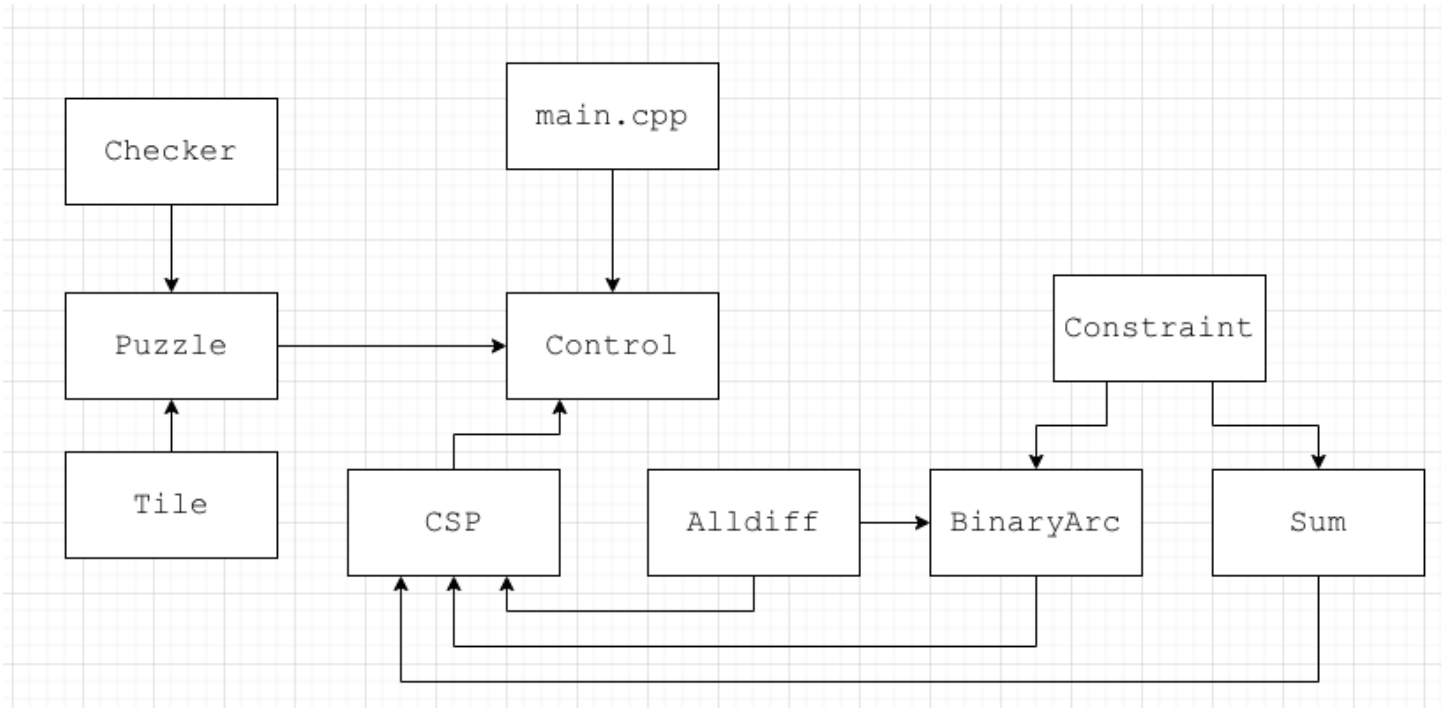 main.cpp
Checker
Puzzle
Control
Constraint
Tile
CSP
Alldiff
BinaryArc
Sum